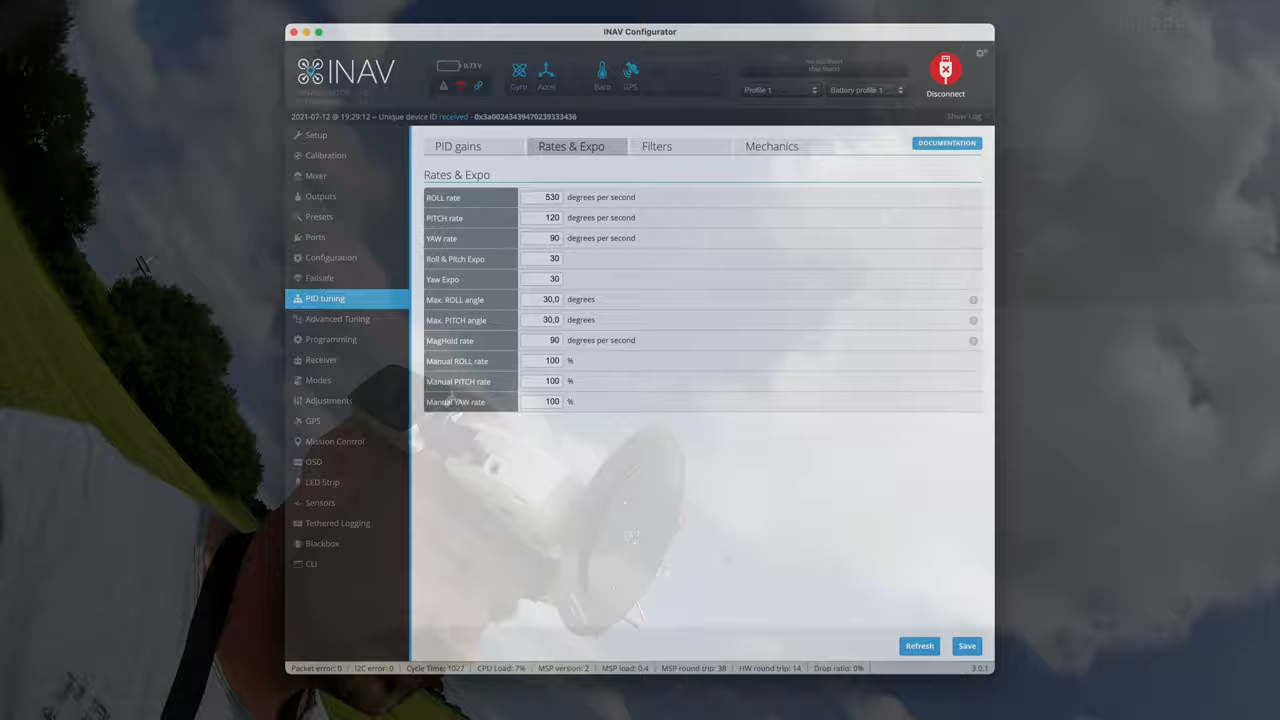 INAV Configurator
INAV
0.73 V
Gyro Accel Baro GPS
Profile 1 Battery profile 1
Disconnect
2021-07-12 @ 19:29:12 -- Unique device ID received - 0x3a00243439470239333436
Show Log
Setup
Calibration
Mixer
Outputs
Presets
Ports
Configuration
Failsafe
PID tuning
Advanced Tuning
Programming
Receiver
Modes
Adjustments
GPS
Mission Control
OSD
LED Strip
Sensors
Tethered Logging
Blackbox
CLI
PID gains Rates & Expo Filters Mechanics
DOCUMENTATION
Rates & Expo
ROLL rate 530 degrees per second
PITCH rate 120 degrees per second
YAW rate 90 degrees per second
Roll & Pitch Expo 30
Yaw Expo 30
Max. ROLL angle 30,0 degrees
Max. PITCH angle 30,0 degrees
MagHold rate 90 degrees per second
Manual ROLL rate 100 %
Manual PITCH rate 100 %
Manual YAW rate 100 %
Refresh Save
Packet error: 0 I2C error: 0 Cycle Time: 1027 CPU Load: 7% MSP version: 2 MSP load: 0.4 MSP round trip: 38 HW round trip: 14 Drop ratio: 0% 3.0.1